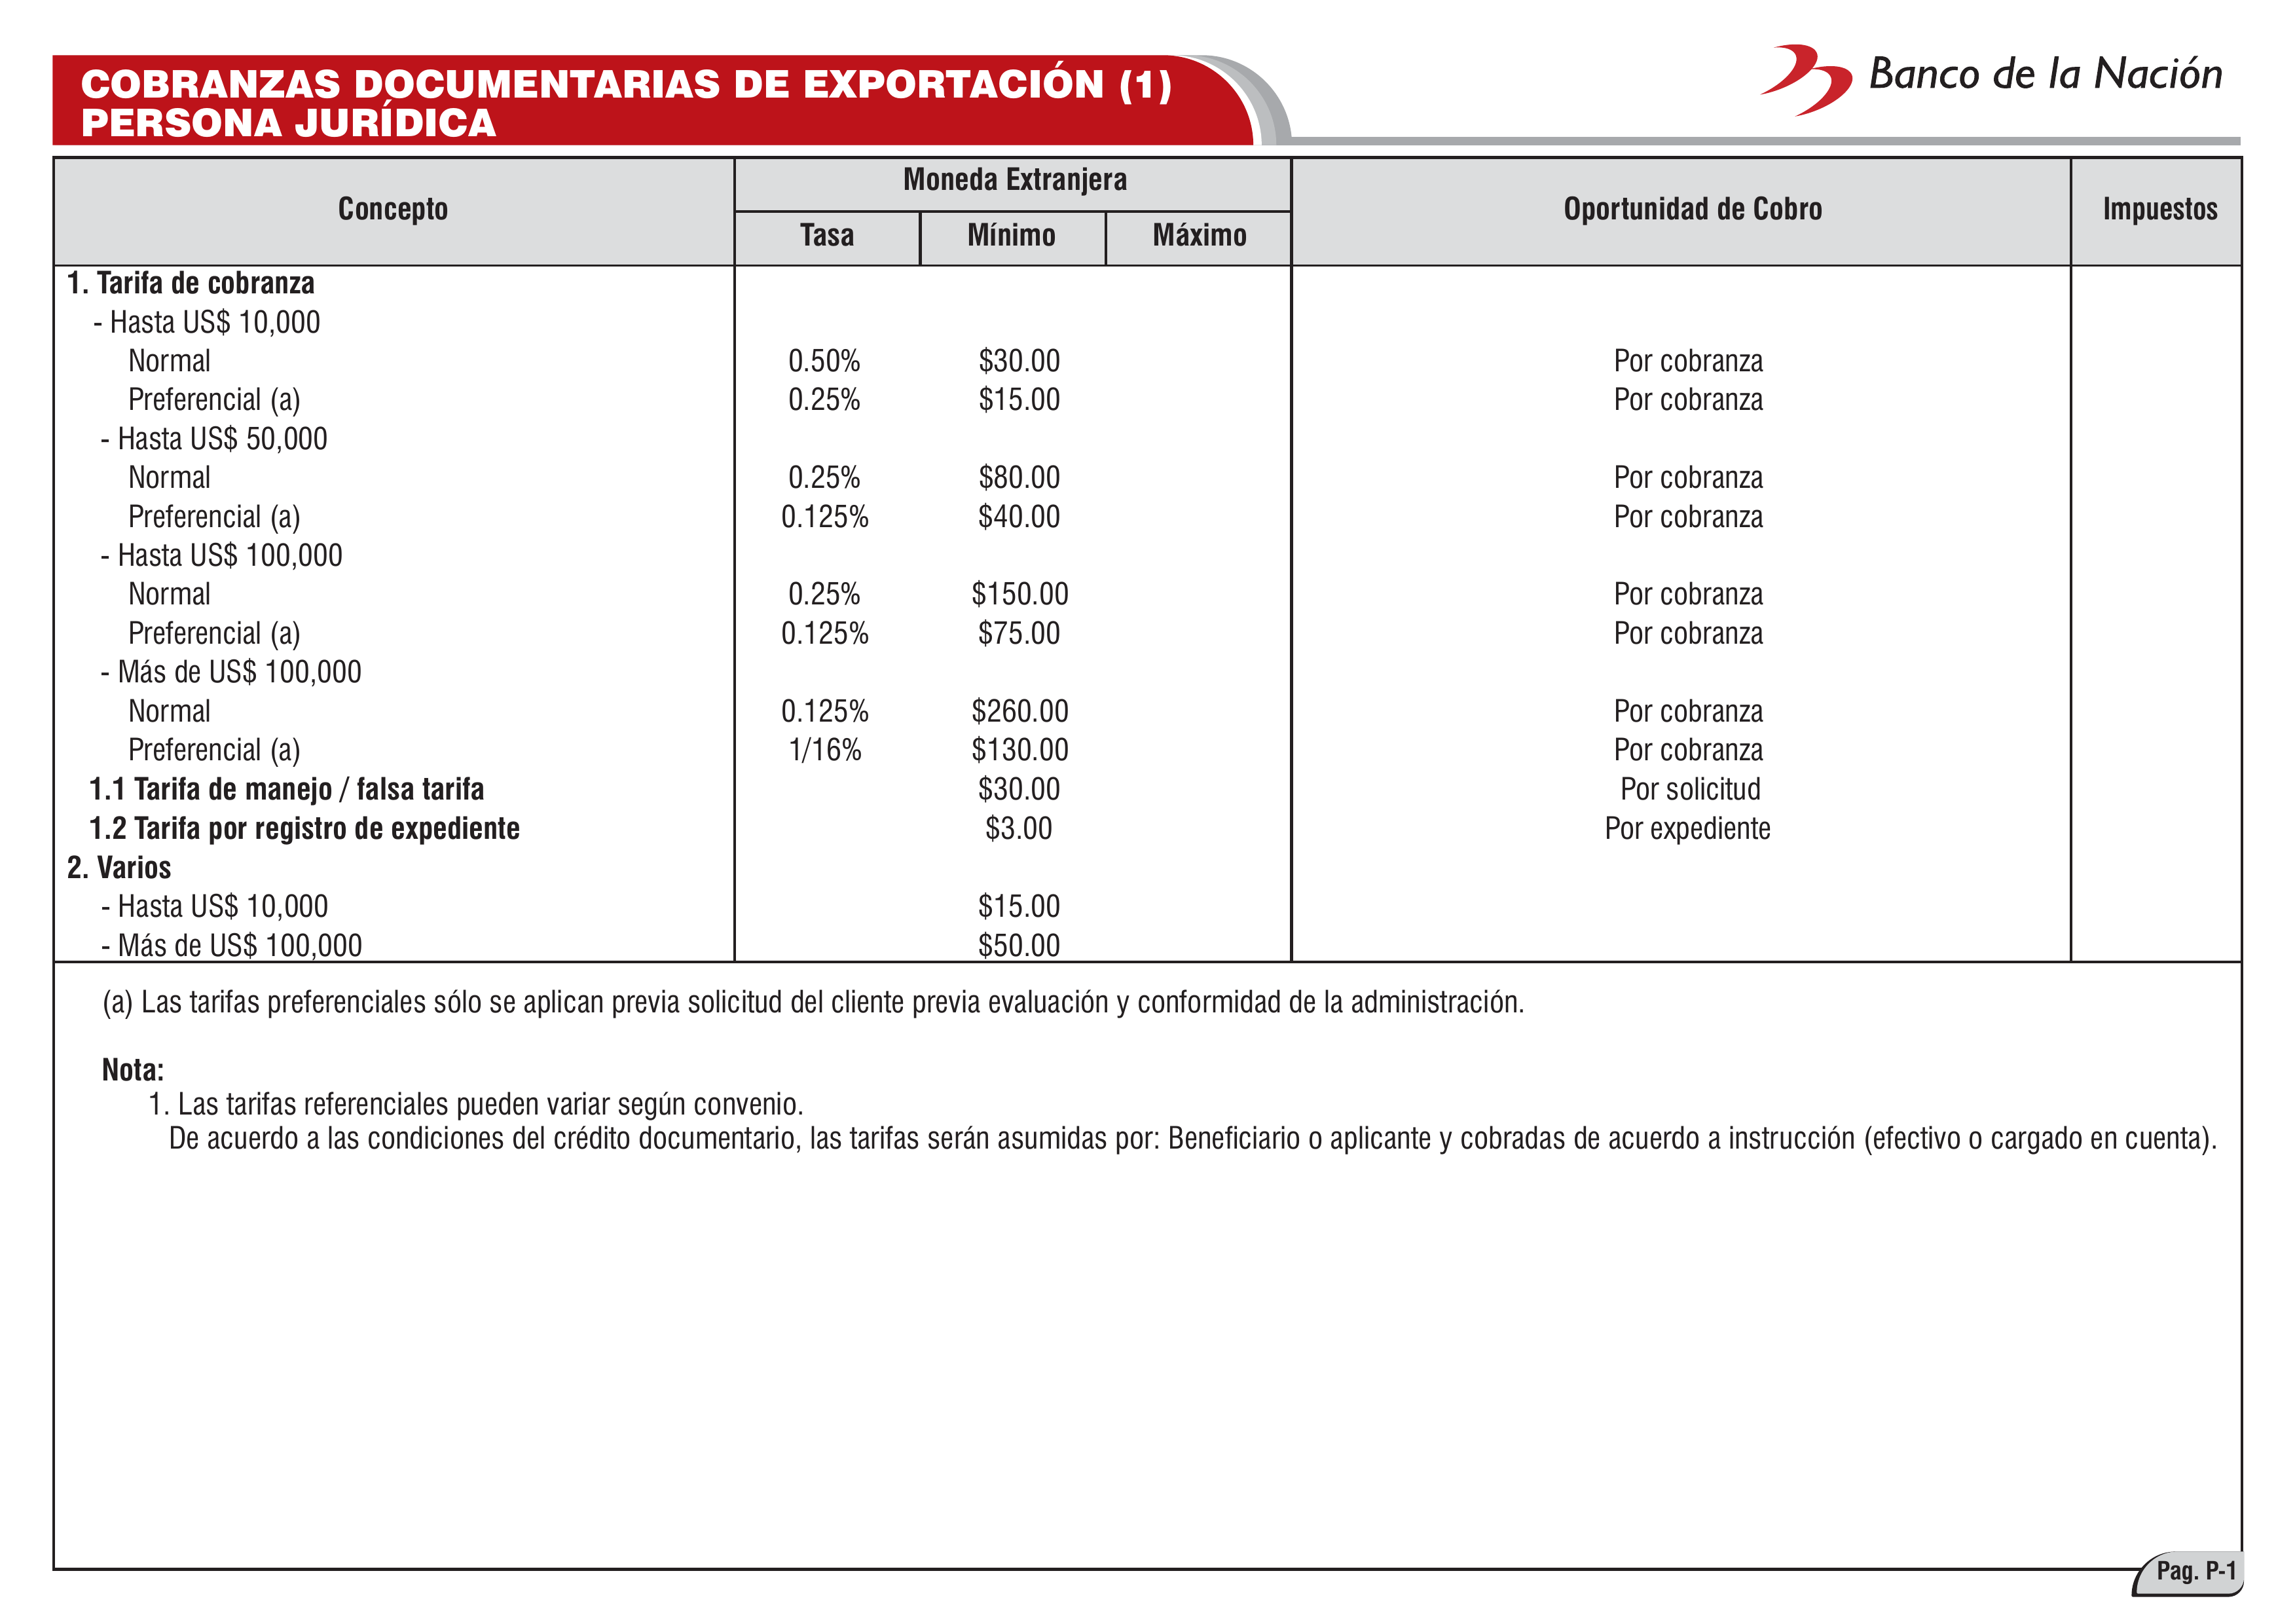 COBRANZAS DOCUMENTARIAS DE EXPORTACIÓN (1)
PERSONA JURÍDICA
Banco de la Nación
Concepto
Moneda Extranjera
Oportunidad de Cobro
Impuestos
Tasa Mínimo Máximo
1. Tarifa de cobranza
- Hasta US$ 10,000
Normal 0.50% $30.00 Por cobranza
Preferencial (a) 0.25% $15.00 Por cobranza
- Hasta US$ 50,000
Normal 0.25% $80.00 Por cobranza
Preferencial (a) 0.125% $40.00 Por cobranza
- Hasta US$ 100,000
Normal 0.25% $150.00 Por cobranza
Preferencial (a) 0.125% $75.00 Por cobranza
- Más de US$ 100,000
Normal 0.125% $260.00 Por cobranza
Preferencial (a) 1/16% $130.00 Por cobranza
1.1 Tarifa de manejo / falsa tarifa $30.00 Por solicitud
1.2 Tarifa por registro de expediente $3.00 Por expediente
2. Varios
- Hasta US$ 10,000 $15.00
- Más de US$ 100,000 $50.00
(a) Las tarifas preferenciales sólo se aplican previa solicitud del cliente previa evaluación y conformidad de la administración.
Nota:
1. Las tarifas referenciales pueden variar según convenio.
De acuerdo a las condiciones del crédito documentario, las tarifas serán asumidas por: Beneficiario o aplicante y cobradas de acuerdo a instrucción (efectivo o cargado en cuenta).
Pag. P-1